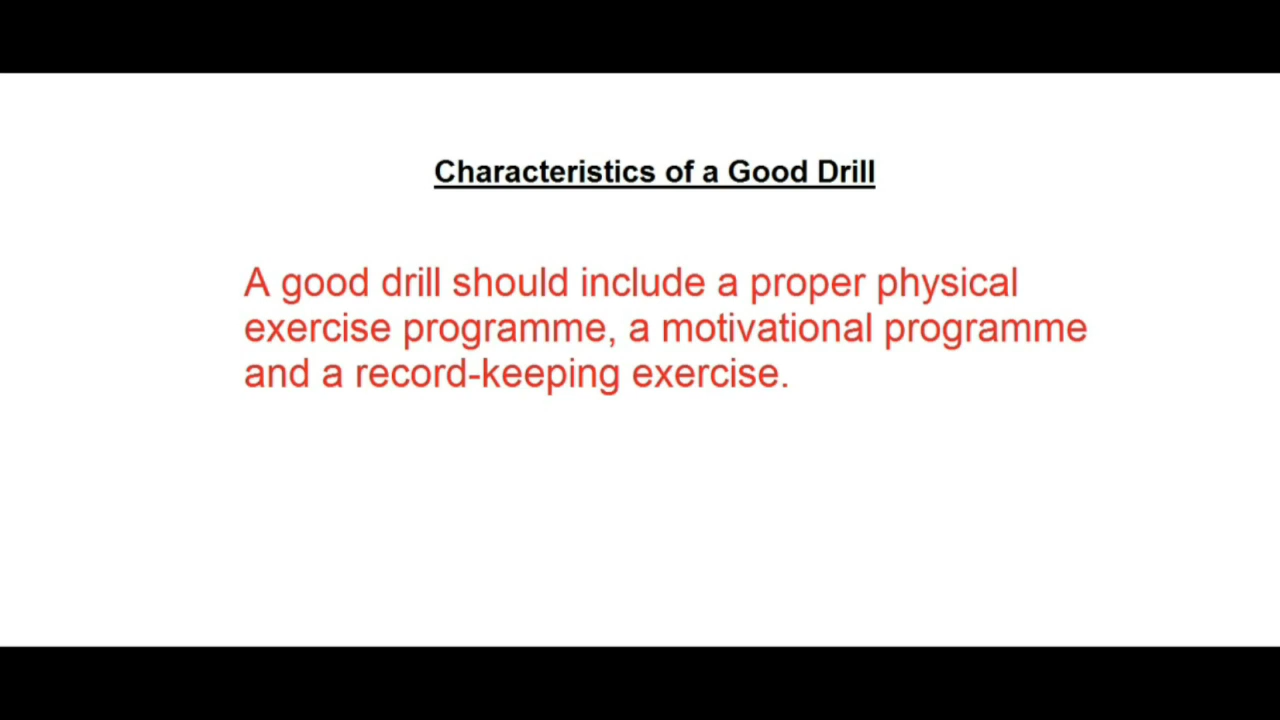 Characteristics of a Good Drill
A good drill should include a proper physical
exercise programme, a motivational programme
and a record-keeping exercise.